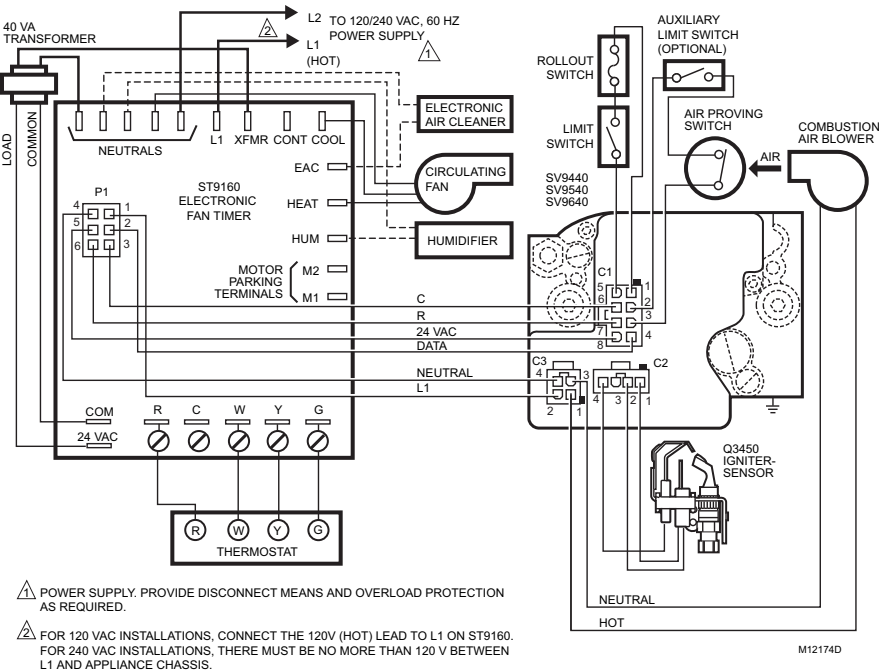 40 VA
TRANSFORMER
LOAD
COMMON
2
L2
L1
(HOT)
TO 120/240 VAC, 60 HZ
POWER SUPPLY
1
NEUTRALS
L1 XFMR CONT COOL
EAC
HEAT
HUM
ST9160
ELECTRONIC
FAN TIMER
MOTOR
PARKING
TERMINALS
M2
M1
P1
4 1
5 2
6 3
ELECTRONIC
AIR CLEANER
CIRCULATING
FAN
HUMIDIFIER
C
R
24 VAC
DATA
NEUTRAL
L1
COM
24 VAC
R C W Y G
R W Y G
THERMOSTAT
ROLLOUT
SWITCH
LIMIT
SWITCH
SV9440
SV9540
SV9640
AUXILIARY
LIMIT SWITCH
(OPTIONAL)
AIR PROVING
SWITCH
AIR
COMBUSTION
AIR BLOWER
C1
5 1
6 2
7 3
8 4
C3
4 3
2 1
C2
4 3 2 1
Q3450
IGNITER-
SENSOR
NEUTRAL
HOT
1 POWER SUPPLY. PROVIDE DISCONNECT MEANS AND OVERLOAD PROTECTION
AS REQUIRED.
2 FOR 120 VAC INSTALLATIONS, CONNECT THE 120V (HOT) LEAD TO L1 ON ST9160.
FOR 240 VAC INSTALLATIONS, THERE MUST BE NO MORE THAN 120 V BETWEEN
L1 AND APPLIANCE CHASSIS.
M12174D